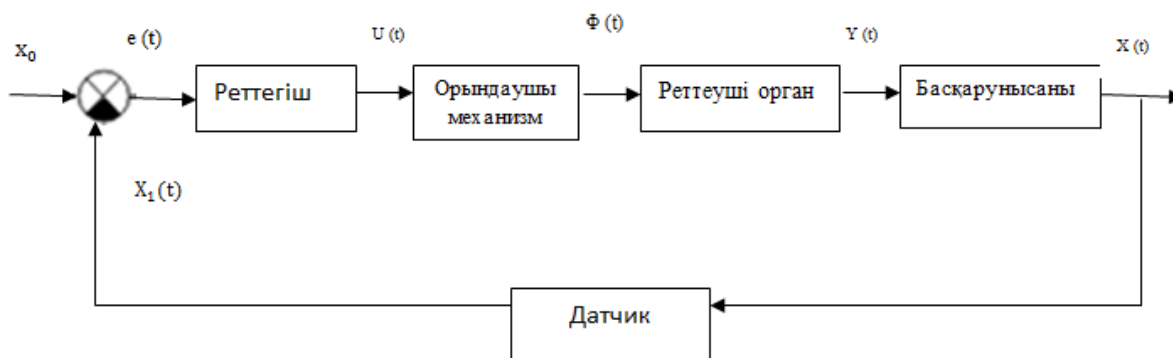 x₀
e (t)
Реттегіш
U (t)
Орындаушы
механизм
Φ (t)
Реттеуші орган
Y (t)
Басқарунысаны
X (t)
X₁ (t)
Датчик